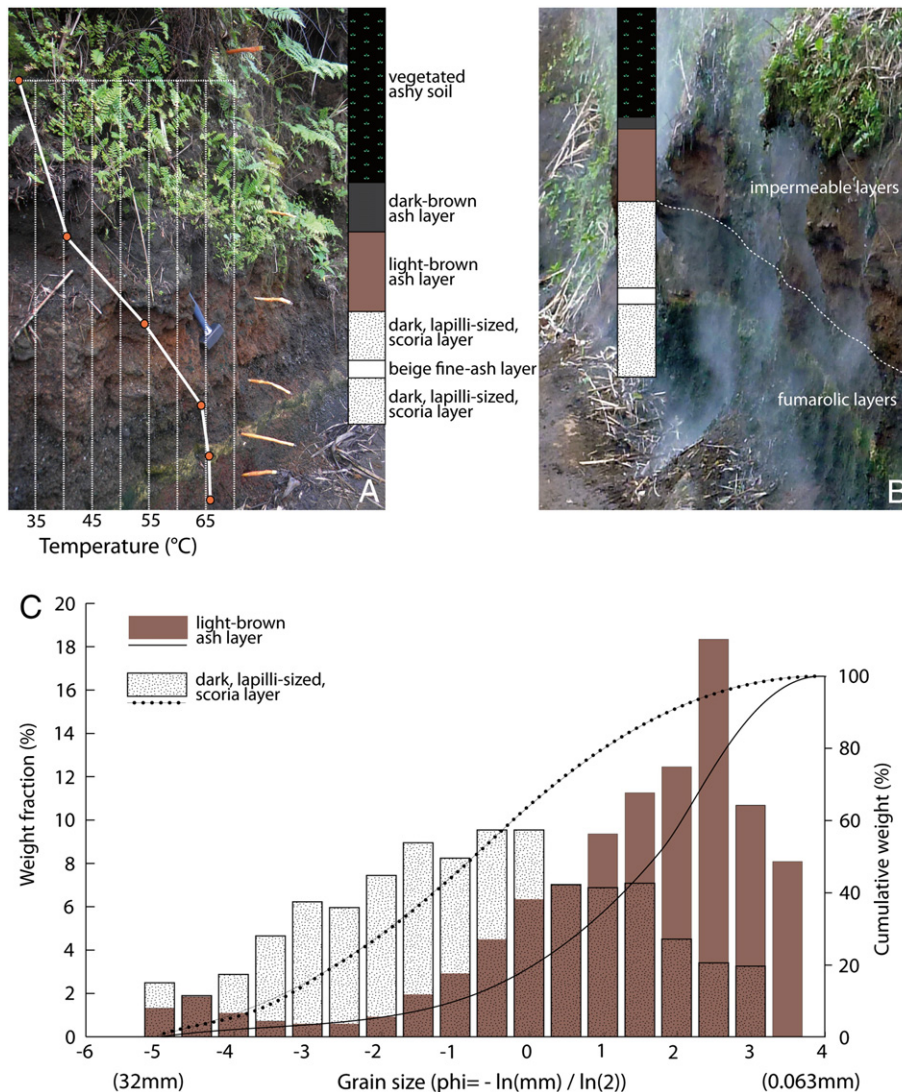 vegetated
ashy soil
dark-brown
ash layer
light-brown
ash layer
dark, lapilli-sized,
scoria layer
beige fine-ash layer
dark, lapilli-sized,
scoria layer
A
35 45 55 65
Temperature (°C)
impermeable layers
fumarolic layers
B
C
light-brown
ash layer
dark, lapilli-sized,
scoria layer
Weight fraction (%)
20
18
16
14
12
10
8
6
4
2
0
Cumulative weight (%)
100
80
60
40
20
0
-6 -5 -4 -3 -2 -1 0 1 2 3 4
(32mm) Grain size (phi= - ln(mm) / ln(2)) (0.063mm)